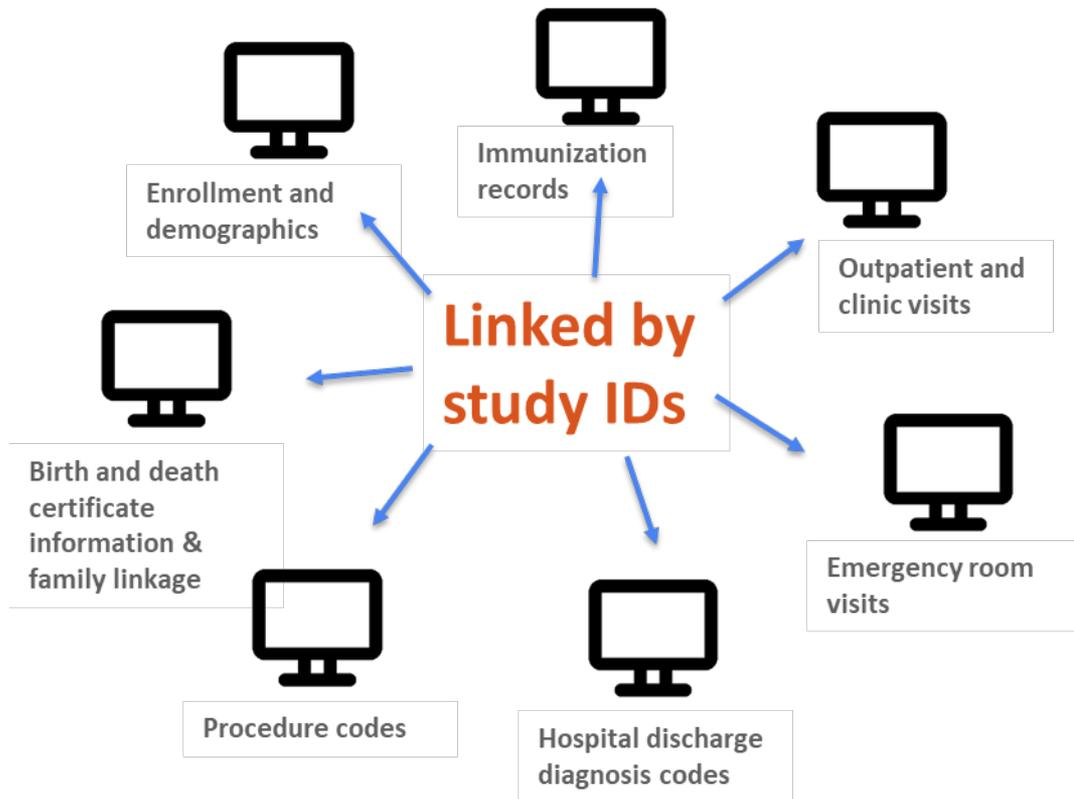 Immunization
records
Enrollment and
demographics
Outpatient and
clinic visits
Linked by
study IDs
Birth and death
certificate
information &
family linkage
Emergency room
visits
Procedure codes
Hospital discharge
diagnosis codes